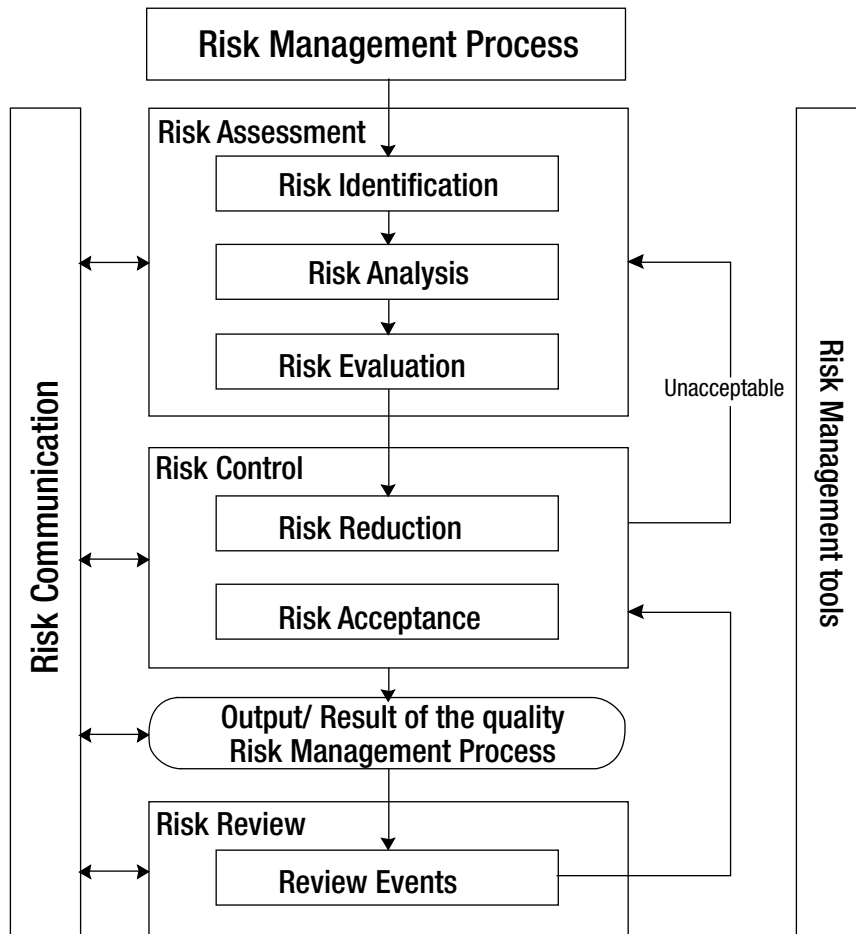 Risk Management Process
Risk Assessment
Risk Identification
Risk Analysis
Risk Evaluation
Unacceptable
Risk Control
Risk Reduction
Risk Acceptance
Output/ Result of the quality
Risk Management Process
Risk Review
Review Events
Risk Communication
Risk Management tools